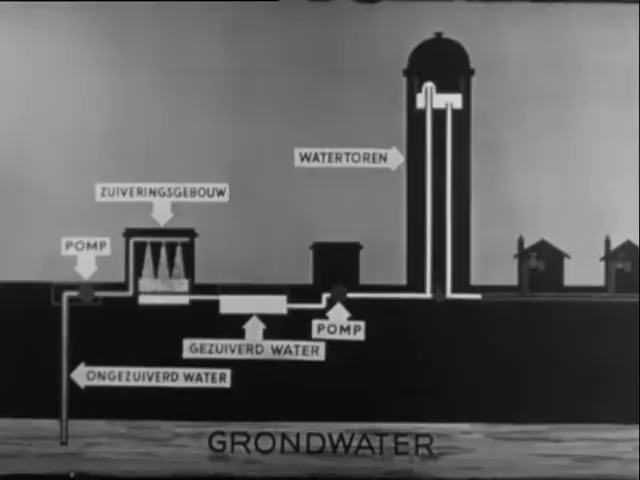 WATERTOREN
ZUIVERINGSGEBOUW
POMP
POMP
GEZUIVERD WATER
ONGEZUIVERD WATER
GRONDWATER